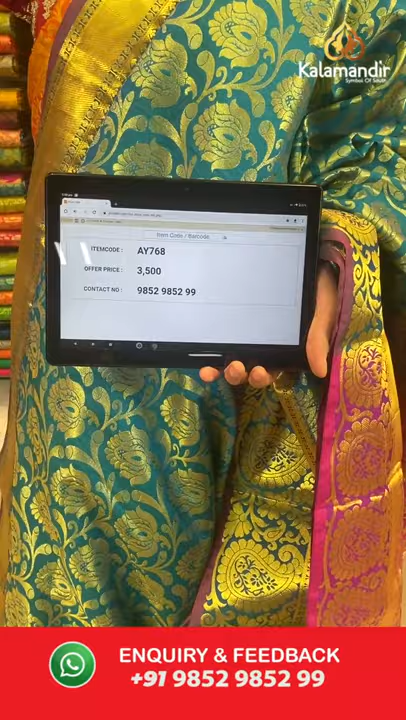 Kalamandir
Symbol Of South
Item Code / Barcode
ITEMCODE : AY768
OFFER PRICE : 3,500
CONTACT NO : 9852 9852 99
ENQUIRY & FEEDBACK
+91 9852 9852 99